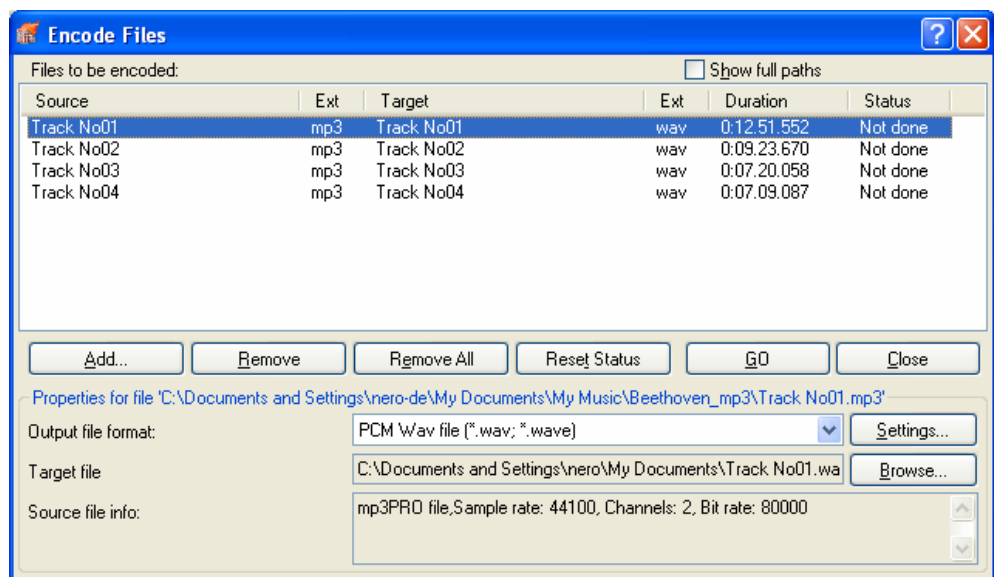 Encode Files
Files to be encoded: Show full paths
Source Ext Target Ext Duration Status
Track No01 mp3 Track No01 wav 0:12.51.552 Not done
Track No02 mp3 Track No02 wav 0:09.23.670 Not done
Track No03 mp3 Track No03 wav 0:07.20.058 Not done
Track No04 mp3 Track No04 wav 0:07.09.087 Not done
Add... Remove Remove All Reset Status GO Close
Properties for file 'C:\Documents and Settings\nero-de\My Documents\My Music\Beethoven_mp3\Track No01.mp3'
Output file format: PCM Wav file (*.wav; *.wave) Settings...
Target file C:\Documents and Settings\nero\My Documents\Track No01.wa Browse...
Source file info: mp3PRO file,Sample rate: 44100, Channels: 2, Bit rate: 80000